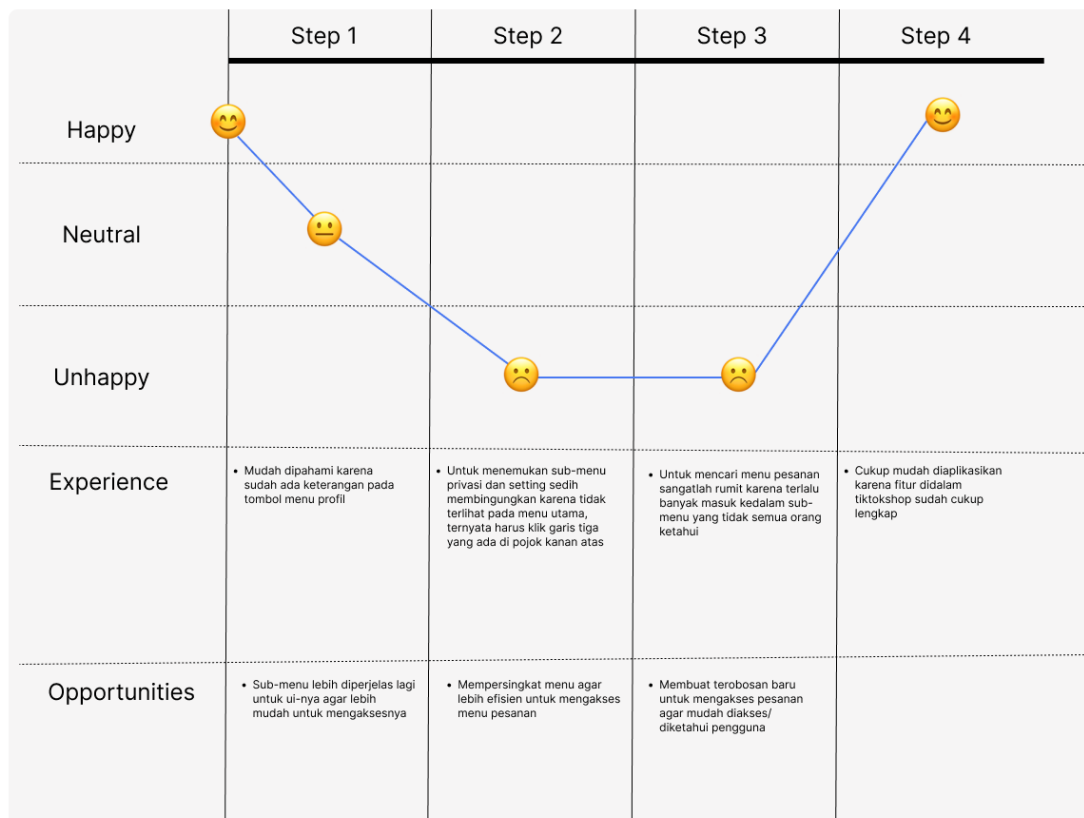 Step 1
Step 2
Step 3
Step 4
Happy
Neutral
Unhappy
Experience
• Mudah dipahami karena
sudah ada keterangan pada
tombol menu profil
• Untuk menemukan sub-menu
privasi dan setting sedih
membingungkan karena tidak
terlihat pada menu utama,
ternyata harus klik garis tiga
yang ada di pojok kanan atas
• Untuk mencari menu pesanan
sangatlah rumit karena terlalu
banyak masuk kedalam sub-
menu yang tidak semua orang
ketahui
• Cukup mudah diaplikasikan
karena fitur didalam
tiktokshop sudah cukup
lengkap
Opportunities
• Sub-menu lebih diperjelas lagi
untuk ui-nya agar lebih
mudah untuk mengaksesnya
• Mempersingkat menu agar
lebih efisien untuk mengakses
menu pesanan
• Membuat terobosan baru
untuk mengakses pesanan
agar mudah diakses/
diketahui pengguna